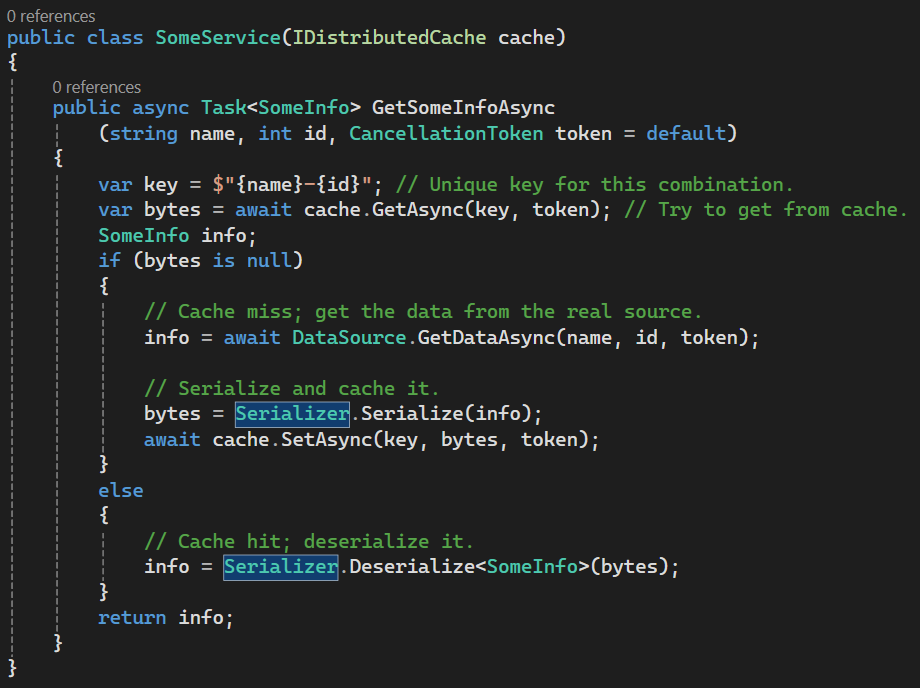 0 references
public class SomeService(IDistributedCache cache)
{
0 references
public async Task<SomeInfo> GetSomeInfoAsync
(string name, int id, CancellationToken token = default)
{
var key = $"{name}-{id}"; // Unique key for this combination.
var bytes = await cache.GetAsync(key, token); // Try to get from cache.
SomeInfo info;
if (bytes is null)
{
// Cache miss; get the data from the real source.
info = await DataSource.GetDataAsync(name, id, token);
// Serialize and cache it.
bytes = Serializer.Serialize(info);
await cache.SetAsync(key, bytes, token);
}
else
{
// Cache hit; deserialize it.
info = Serializer.Deserialize<SomeInfo>(bytes);
}
return info;
}
}